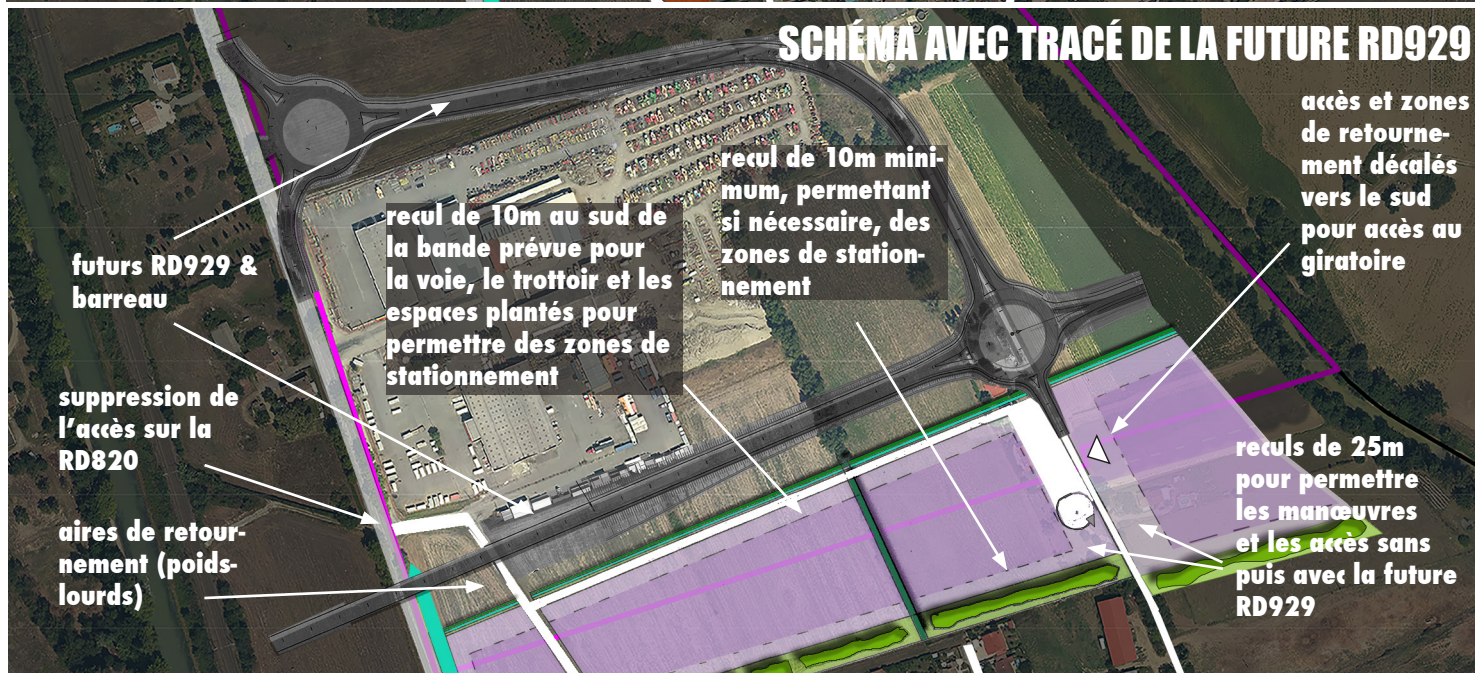 SCHÉMA AVEC TRACÉ DE LA FUTURE RD929
accès et zones
de retourne-
ment décalés
vers le sud
pour accès au
giratoire
recul de 10m mini-
mum, permettant
si nécessaire, des
zones de station-
nement
recul de 10m au sud de
la bande prévue pour
la voie, le trottoir et les
espaces plantés pour
permettre des zones de
stationnement
futurs RD929 &
barreau
suppression de
l'accès sur la
RD820
aires de retour-
nement (poids-
lourds)
reculs de 25m
pour permettre
les manœuvres
et les accès sans
puis avec la future
RD929